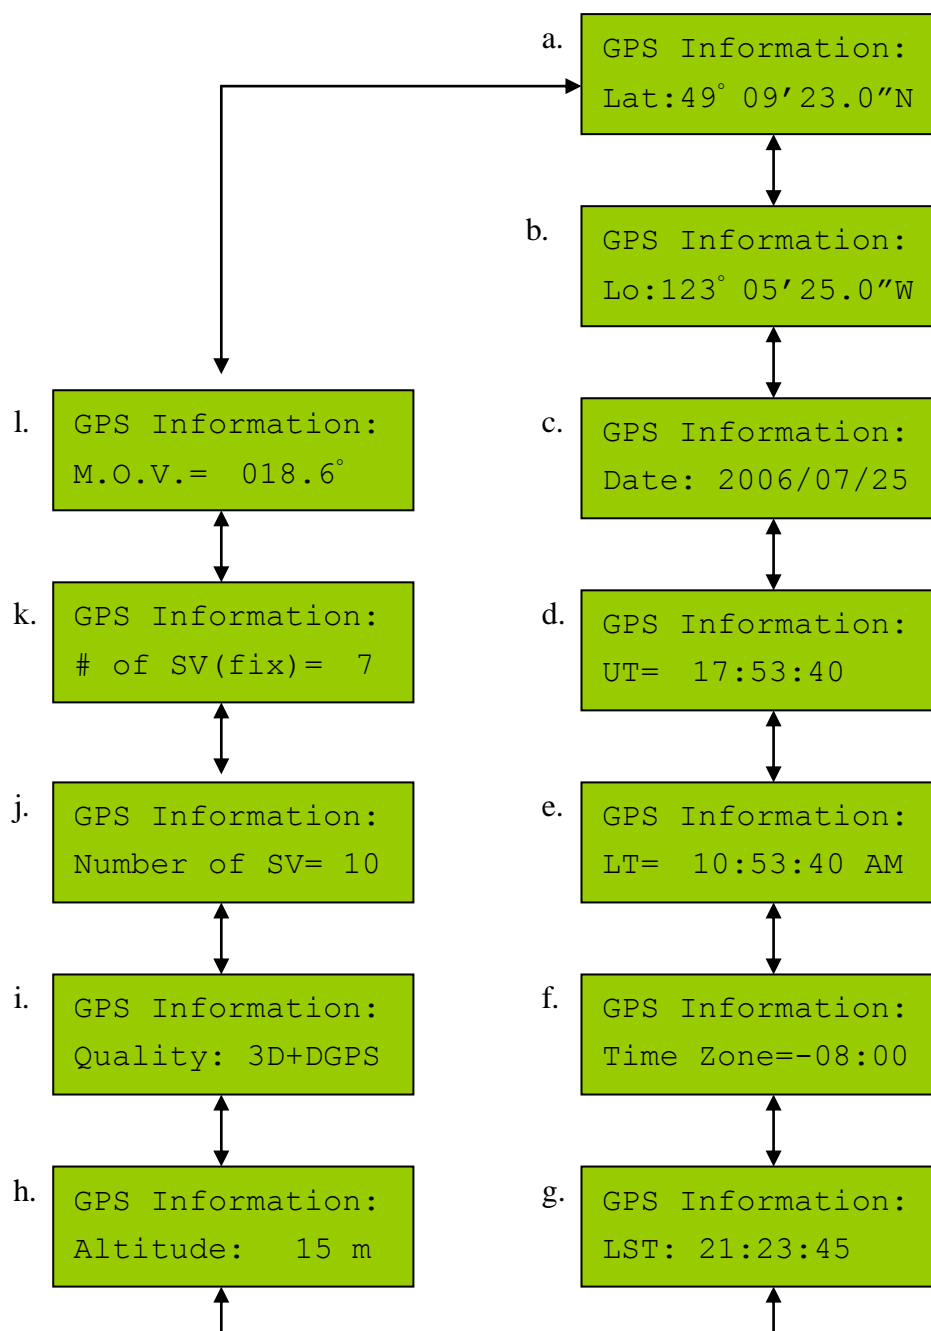 a.
GPS Information:
Lat:49° 09′23.0″N
b.
GPS Information:
Lo:123° 05′25.0″W
c.
GPS Information:
Date: 2006/07/25
d.
GPS Information:
UT=  17:53:40
e.
GPS Information:
LT=  10:53:40 AM
f.
GPS Information:
Time Zone=-08:00
g.
GPS Information:
LST: 21:23:45
h.
GPS Information:
Altitude:  15 m
i.
GPS Information:
Quality: 3D+DGPS
j.
GPS Information:
Number of SV= 10
k.
GPS Information:
# of SV(fix)=  7
l.
GPS Information:
M.O.V.=  018.6°